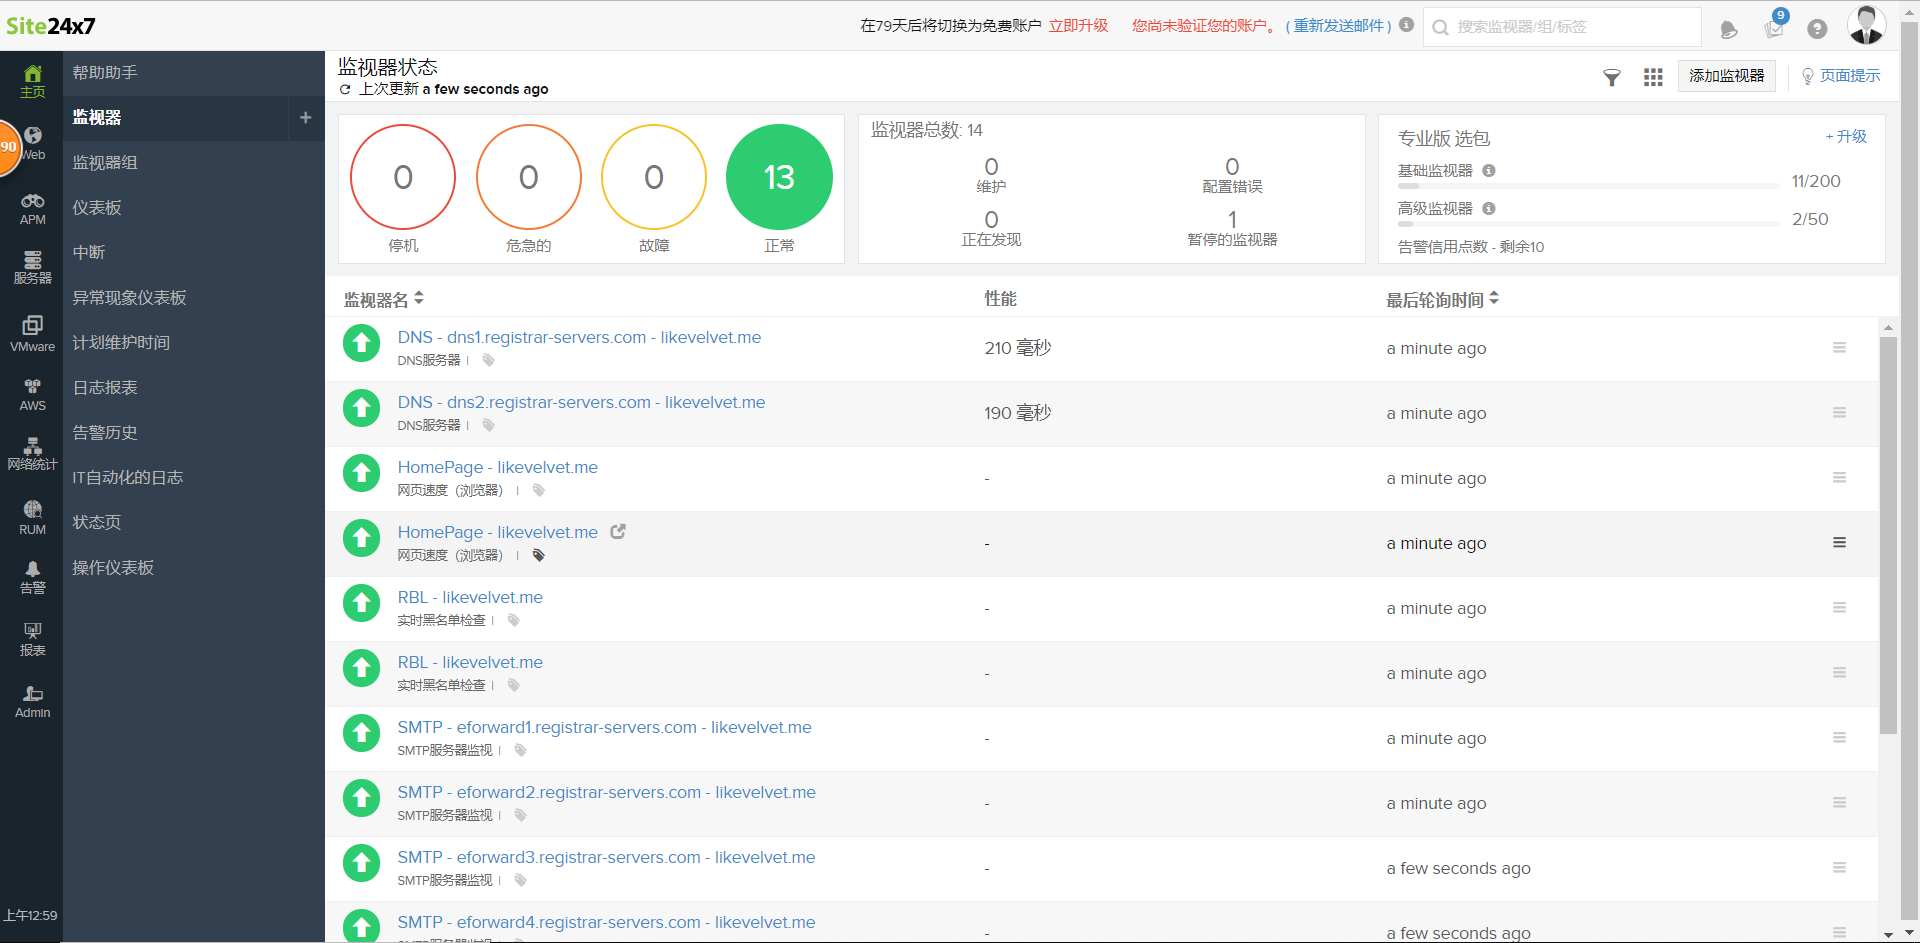 Site24x7
在79天后将切换为免费账户 立即升级 您尚未验证您的账户。 ( 重新发送邮件 )
搜索监视器/组/标签
9
主页
90
Web
APM
服务器
VMware
AWS
网络统计
RUM
告警
报表
Admin
上午12:59
帮助助手
监视器 +
监视器组
仪表板
中断
异常现象仪表板
计划维护时间
日志报表
告警历史
IT自动化的日志
状态页
操作仪表板
监视器状态
上次更新 a few seconds ago
添加监视器
页面提示
0 停机
0 危急的
0 故障
13 正常
监视器总数: 14
0 维护
0 配置错误
0 正在发现
1 暂停的监视器
专业版 选包 + 升级
基础监视器 11/200
高级监视器 2/50
告警信用点数 - 剩余10
监视器名 性能 最后轮询时间
DNS - dns1.registrar-servers.com - likevelvet.me 210 毫秒 a minute ago
DNS服务器 |
DNS - dns2.registrar-servers.com - likevelvet.me 190 毫秒 a minute ago
DNS服务器 |
HomePage - likevelvet.me - a minute ago
网页速度（浏览器） |
HomePage - likevelvet.me - a minute ago
网页速度（浏览器） |
RBL - likevelvet.me - a minute ago
实时黑名单检查 |
RBL - likevelvet.me - a minute ago
实时黑名单检查 |
SMTP - eforward1.registrar-servers.com - likevelvet.me - a minute ago
SMTP服务器监视 |
SMTP - eforward2.registrar-servers.com - likevelvet.me - a minute ago
SMTP服务器监视 |
SMTP - eforward3.registrar-servers.com - likevelvet.me - a few seconds ago
SMTP服务器监视 |
SMTP - eforward4.registrar-servers.com - likevelvet.me - a few seconds ago